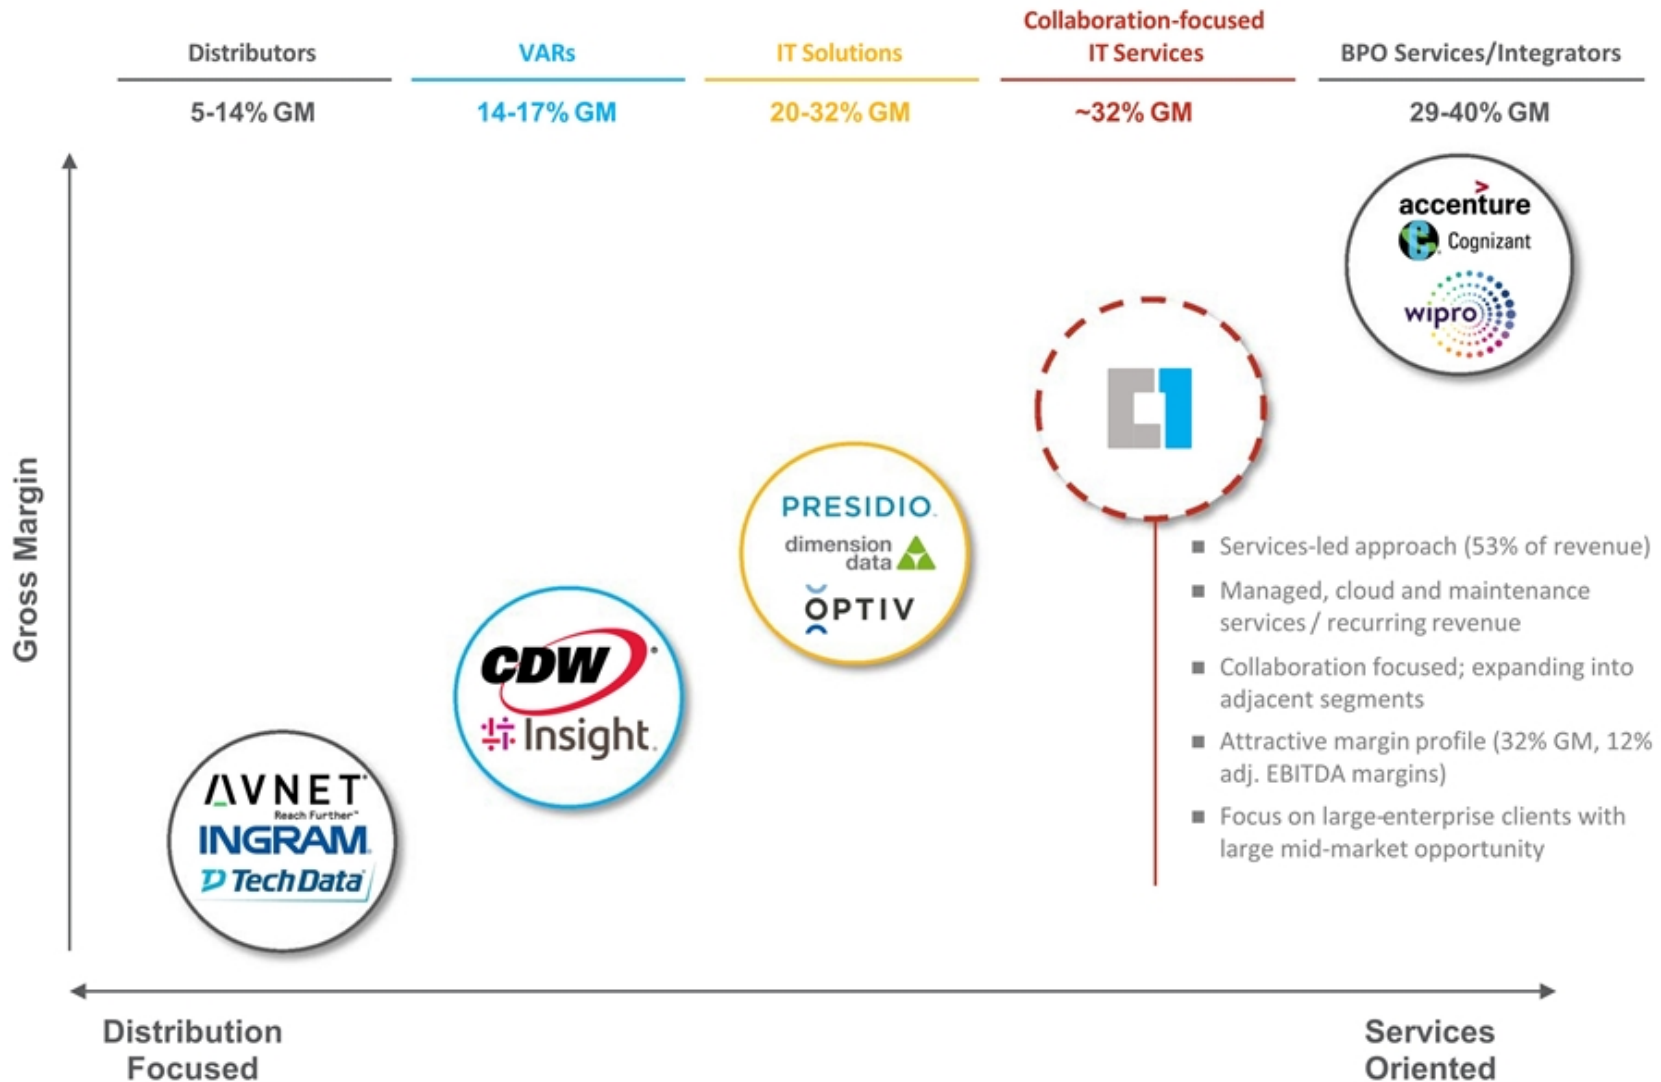 Distributors
5-14% GM
VARs
14-17% GM
IT Solutions
20-32% GM
Collaboration-focused
IT Services
~32% GM
BPO Services/Integrators
29-40% GM
Gross Margin
accenture
Cognizant
wipro
C1
PRESIDIO.
dimension
data
OPTIV
CDW
Insight.
AVNET
Reach Further™
INGRAM
Tech Data
■ Services-led approach (53% of revenue)
■ Managed, cloud and maintenance
services / recurring revenue
■ Collaboration focused; expanding into
adjacent segments
■ Attractive margin profile (32% GM, 12%
adj. EBITDA margins)
■ Focus on large-enterprise clients with
large mid-market opportunity
Distribution
Focused
Services
Oriented